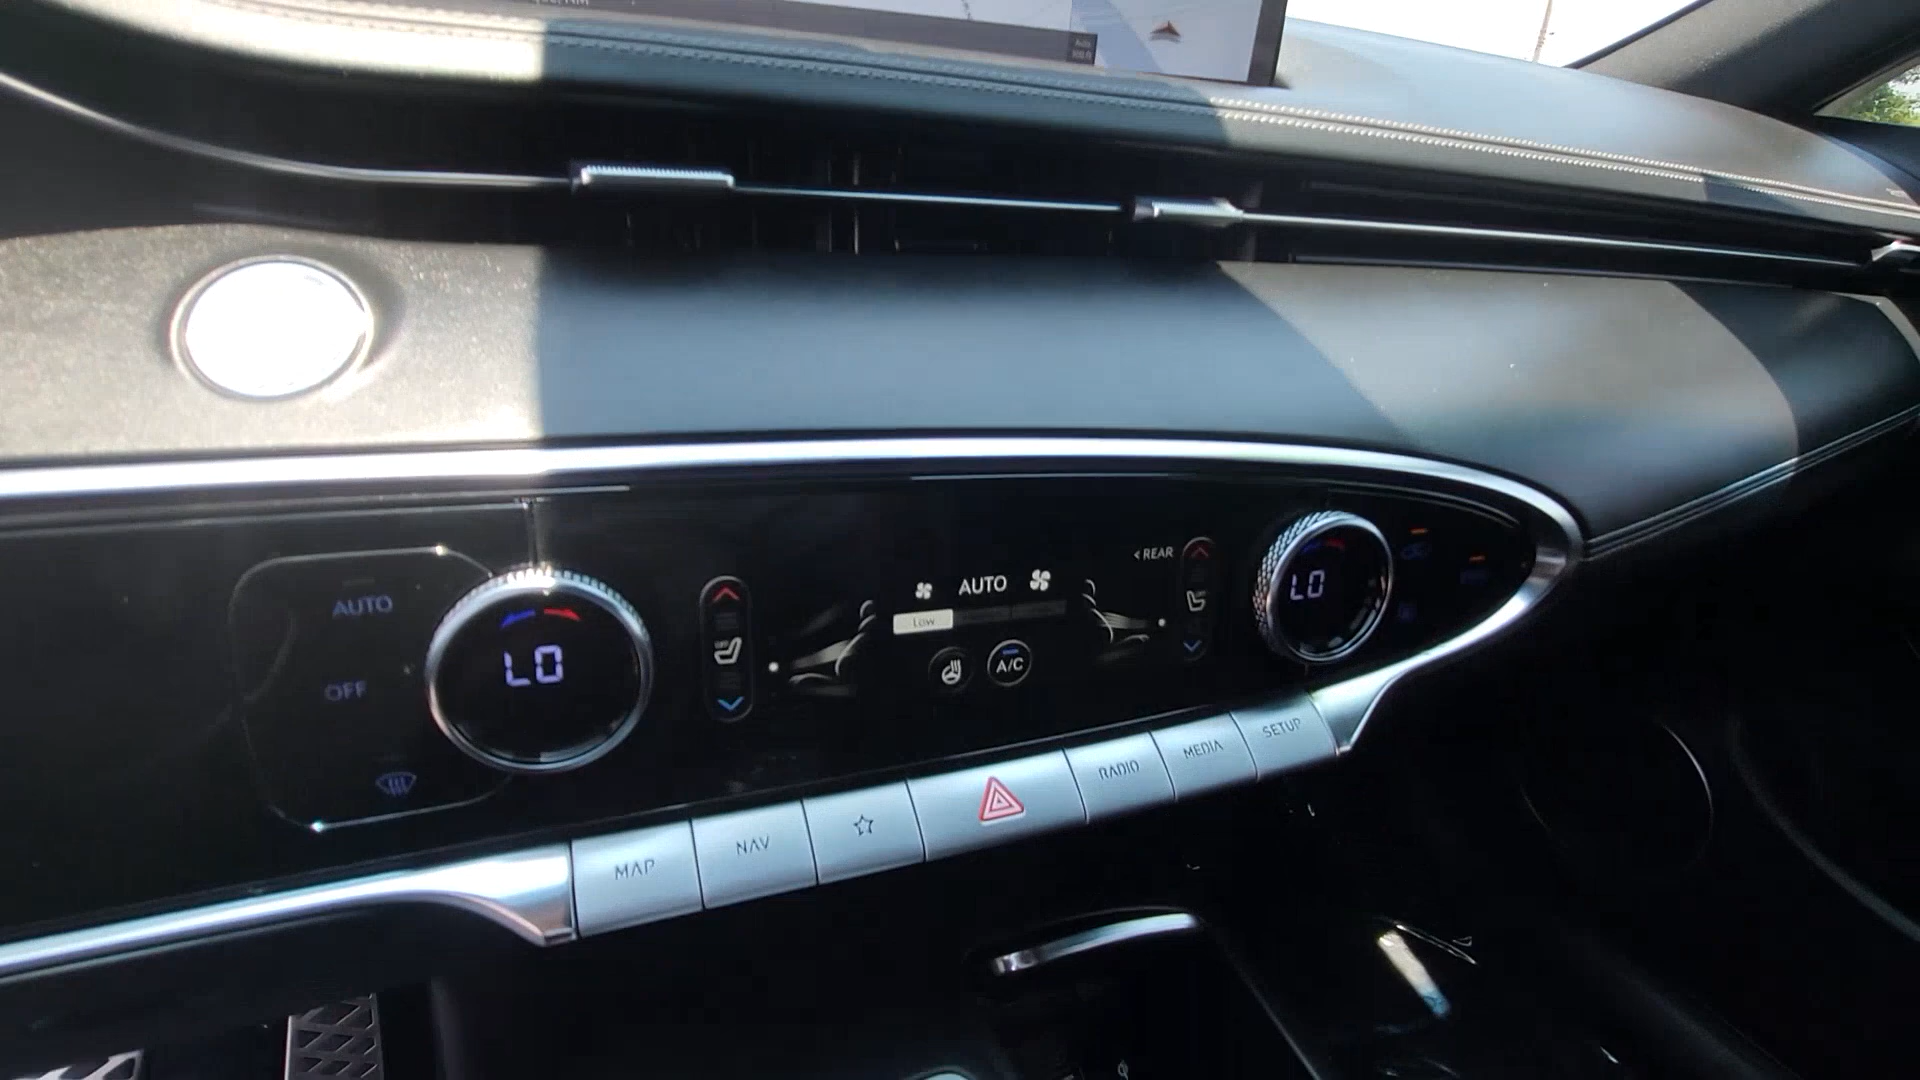 AUTO
OFF
LO
AUTO
Low
A/C
< REAR
LO
MAP
NAV
RADIO
MEDIA
SETUP